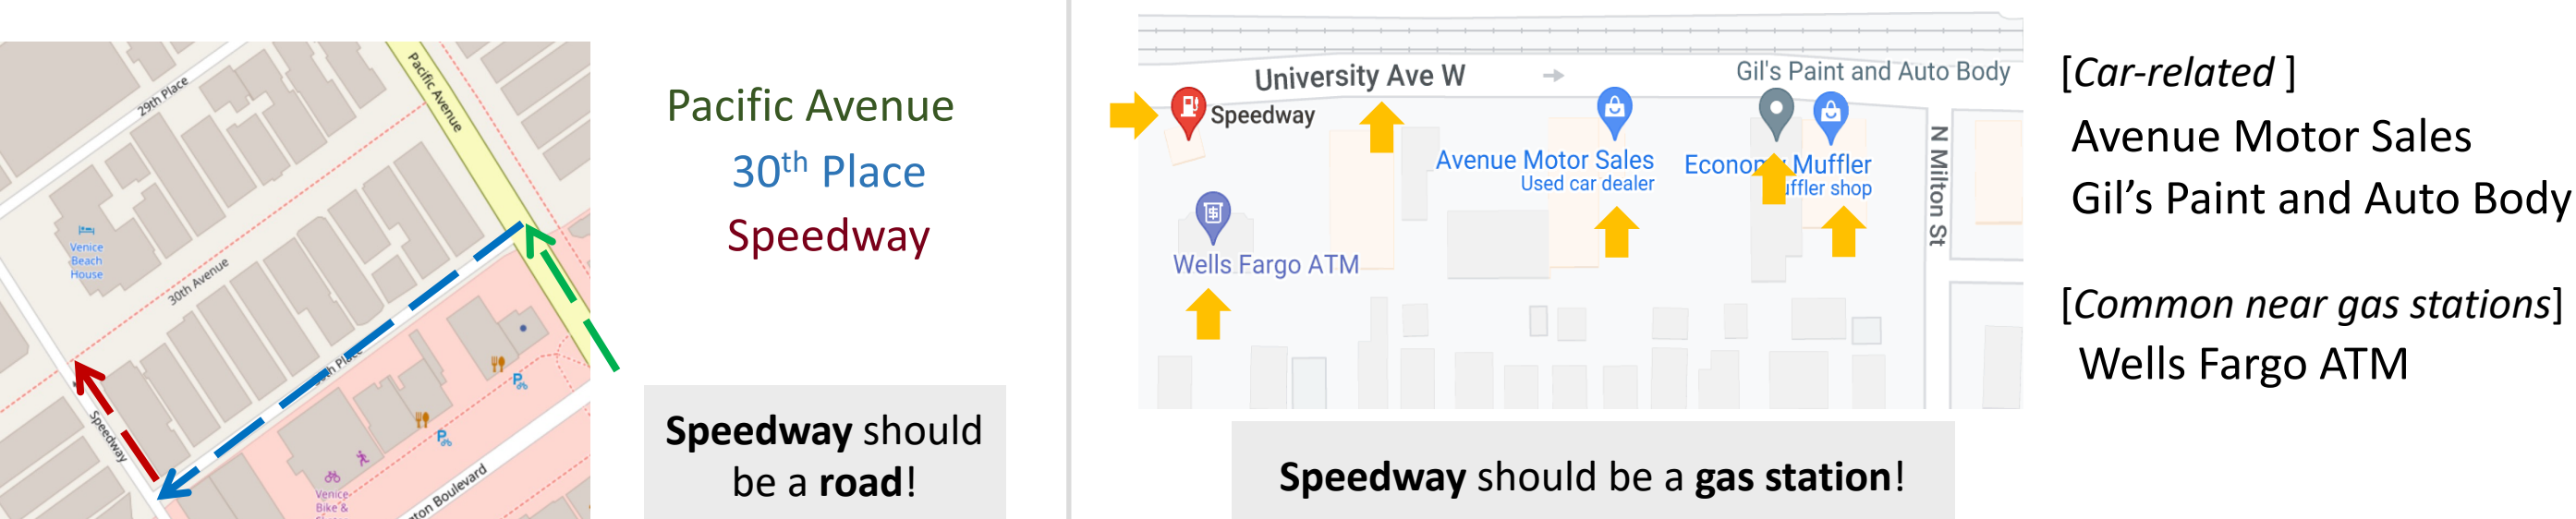 29th Place
Pacific Avenue
Venice
Beach
House
30th Avenue
30th Place
Speedway
Venice
Bike &
ton Boulevard
Pacific Avenue
30th Place
Speedway
Speedway should
be a road!
University Ave W
Gil's Paint and Auto Body
Speedway
Avenue Motor Sales
Used car dealer
Economy Muffler
uffler shop
N Milton St
Wells Fargo ATM
Speedway should be a gas station!
[Car-related ]
Avenue Motor Sales
Gil’s Paint and Auto Body
[Common near gas stations]
Wells Fargo ATM